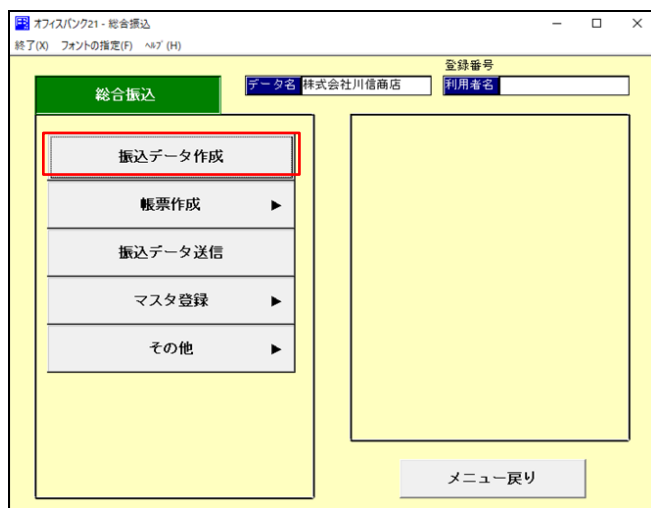 オフィスバンク21 - 総合振込
終了(X) フォントの指定(F) ヘルプ(H)
登録番号
総合振込 データ名 株式会社川信商店 利用者名
振込データ作成
帳票作成 ▶
振込データ送信
マスタ登録 ▶
その他 ▶
メニュー戻り